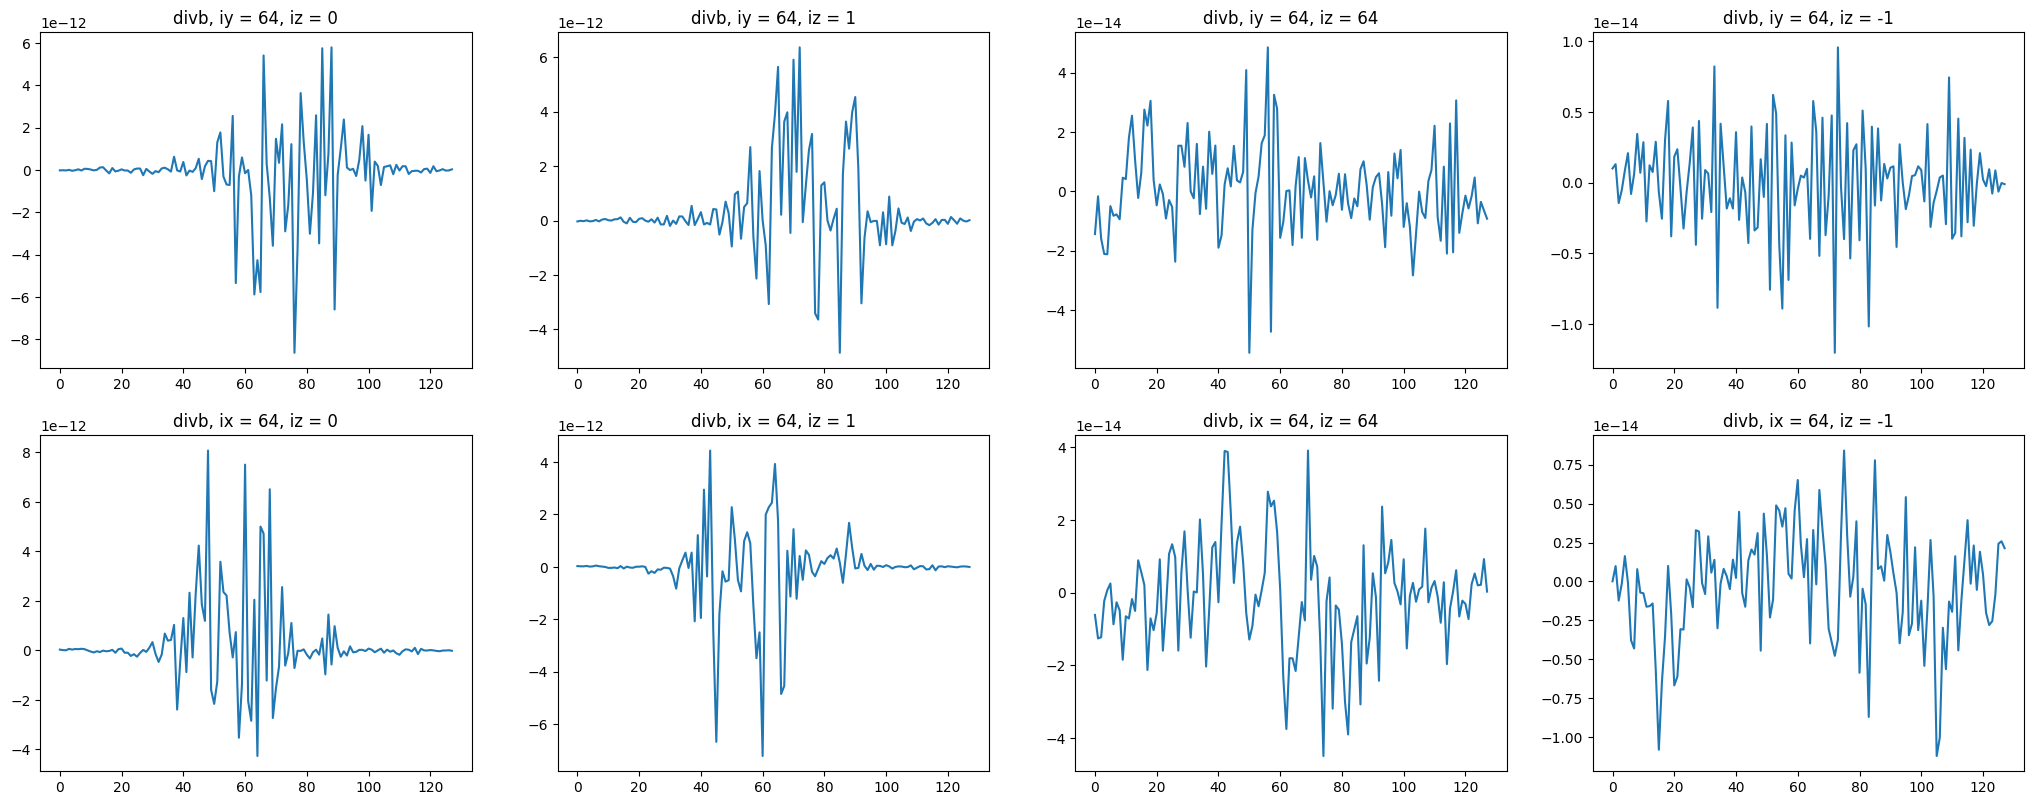 divb, iy = 64, iz = 0
1e−12
6
4
2
0
−2
−4
−6
−8
0 20 40 60 80 100 120
divb, iy = 64, iz = 1
1e−12
6
4
2
0
−2
−4
0 20 40 60 80 100 120
divb, iy = 64, iz = 64
1e−14
4
2
0
−2
−4
0 20 40 60 80 100 120
divb, iy = 64, iz = -1
1e−14
1.0
0.5
0.0
−0.5
−1.0
0 20 40 60 80 100 120
divb, ix = 64, iz = 0
1e−12
8
6
4
2
0
−2
−4
0 20 40 60 80 100 120
divb, ix = 64, iz = 1
1e−12
4
2
0
−2
−4
−6
0 20 40 60 80 100 120
divb, ix = 64, iz = 64
1e−14
4
2
0
−2
−4
0 20 40 60 80 100 120
divb, ix = 64, iz = -1
1e−14
0.75
0.50
0.25
0.00
−0.25
−0.50
−0.75
−1.00
0 20 40 60 80 100 120